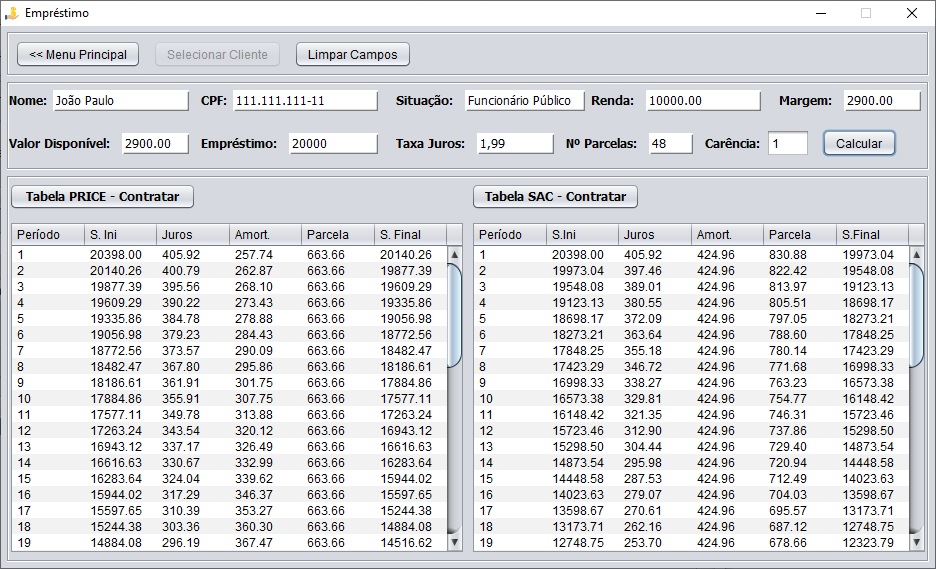 Empréstimo
<< Menu Principal Selecionar Cliente Limpar Campos
Nome: João Paulo CPF: 111.111.111-11 Situação: Funcionário Público Renda: 10000.00 Margem: 2900.00
Valor Disponível: 2900.00 Empréstimo: 20000 Taxa Juros: 1,99 Nº Parcelas: 48 Carência: 1 Calcular
Tabela PRICE - Contratar
Período S. Ini Juros Amort. Parcela S. Final
1 20398.00 405.92 257.74 663.66 20140.26
2 20140.26 400.79 262.87 663.66 19877.39
3 19877.39 395.56 268.10 663.66 19609.29
4 19609.29 390.22 273.43 663.66 19335.86
5 19335.86 384.78 278.88 663.66 19056.98
6 19056.98 379.23 284.43 663.66 18772.56
7 18772.56 373.57 290.09 663.66 18482.47
8 18482.47 367.80 295.86 663.66 18186.61
9 18186.61 361.91 301.75 663.66 17884.86
10 17884.86 355.91 307.75 663.66 17577.11
11 17577.11 349.78 313.88 663.66 17263.24
12 17263.24 343.54 320.12 663.66 16943.12
13 16943.12 337.17 326.49 663.66 16616.63
14 16616.63 330.67 332.99 663.66 16283.64
15 16283.64 324.04 339.62 663.66 15944.02
16 15944.02 317.29 346.37 663.66 15597.65
17 15597.65 310.39 353.27 663.66 15244.38
18 15244.38 303.36 360.30 663.66 14884.08
19 14884.08 296.19 367.47 663.66 14516.62
Tabela SAC - Contratar
Período S.Ini Juros Amort. Parcela S.Final
1 20398.00 405.92 424.96 830.88 19973.04
2 19973.04 397.46 424.96 822.42 19548.08
3 19548.08 389.01 424.96 813.97 19123.13
4 19123.13 380.55 424.96 805.51 18698.17
5 18698.17 372.09 424.96 797.05 18273.21
6 18273.21 363.64 424.96 788.60 17848.25
7 17848.25 355.18 424.96 780.14 17423.29
8 17423.29 346.72 424.96 771.68 16998.33
9 16998.33 338.27 424.96 763.23 16573.38
10 16573.38 329.81 424.96 754.77 16148.42
11 16148.42 321.35 424.96 746.31 15723.46
12 15723.46 312.90 424.96 737.86 15298.50
13 15298.50 304.44 424.96 729.40 14873.54
14 14873.54 295.98 424.96 720.94 14448.58
15 14448.58 287.53 424.96 712.49 14023.63
16 14023.63 279.07 424.96 704.03 13598.67
17 13598.67 270.61 424.96 695.57 13173.71
18 13173.71 262.16 424.96 687.12 12748.75
19 12748.75 253.70 424.96 678.66 12323.79